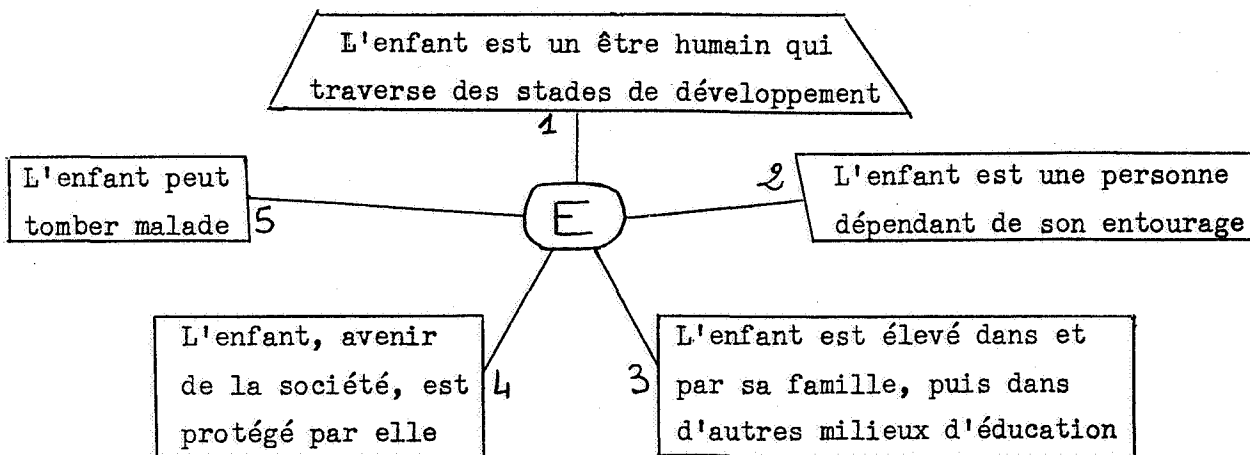 L'enfant est un être humain qui
traverse des stades de développement
1
E
2
L'enfant est une personne
dépendant de son entourage
3
L'enfant est élevé dans et
par sa famille, puis dans
d'autres milieux d'éducation
4
L'enfant, avenir
de la société, est
protégé par elle
5
L'enfant peut
tomber malade